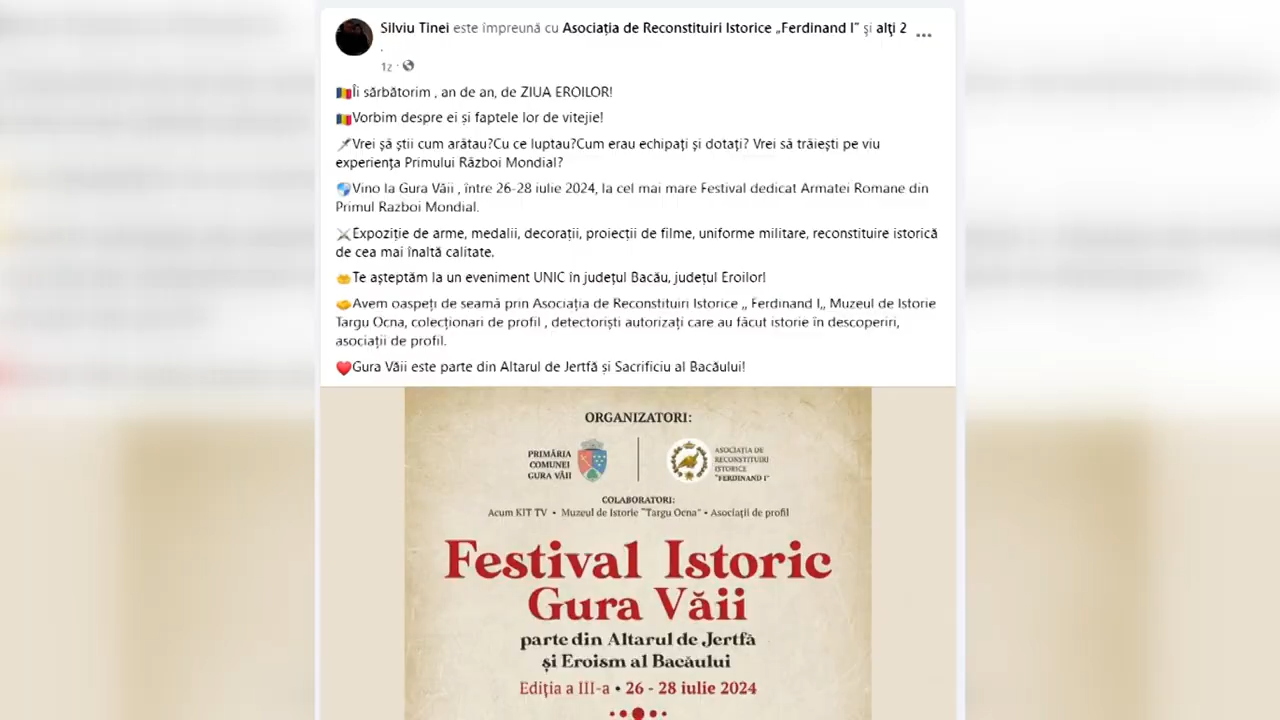 Silviu Tinei este împreună cu Asociația de Reconstituiri Istorice „Ferdinand I” și alți 2
.
1z ·
Îi sărbătorim , an de an, de ZIUA EROILOR!
Vorbim despre ei și faptele lor de vitejie!
Vrei șă știi cum arătau?Cu ce luptau?Cum erau echipați și dotați? Vrei să trăiești pe viu
experiența Primului Război Mondial?
Vino la Gura Văii , între 26-28 iulie 2024, la cel mai mare Festival dedicat Armatei Romane din
Primul Razboi Mondial.
Expoziție de arme, medalii, decorații, proiecții de filme, uniforme militare, reconstituire istorică
de cea mai înaltă calitate.
Te așteptăm la un eveniment UNIC în județul Bacău, județul Eroilor!
Avem oaspeți de seamă prin Asociația de Reconstituiri Istorice „ Ferdinand I„ Muzeul de Istorie
Targu Ocna, colecționari de profil , detectoriști autorizați care au făcut istorie în descoperiri,
asociații de profil.
Gura Văii este parte din Altarul de Jertfă și Sacrificiu al Bacăului!
ORGANIZATORI:
PRIMĂRIA
COMUNEI
GURA VĂII
ASOCIAȚIA DE
RECONSTITUIRI
ISTORICE
"FERDINAND I"
COLABORATORI:
Acum KIT TV • Muzeul de Istorie "Targu Ocna" • Asociații de profil
Festival Istoric
Gura Văii
parte din Altarul de Jertfă
și Eroism al Bacăului
Ediția a III-a • 26 - 28 iulie 2024